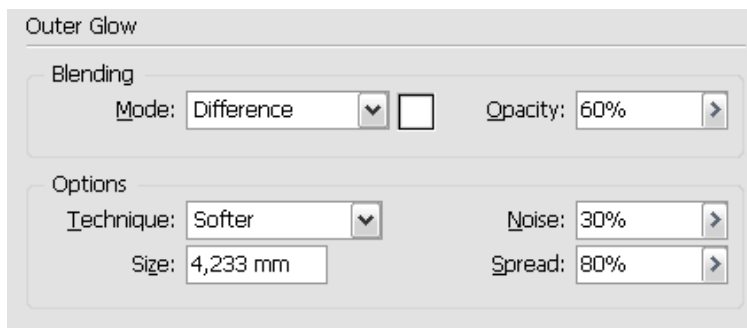 Outer Glow
Blending
Mode: Difference Opacity: 60%
Options
Technique: Softer Noise: 30%
Size: 4,233 mm Spread: 80%